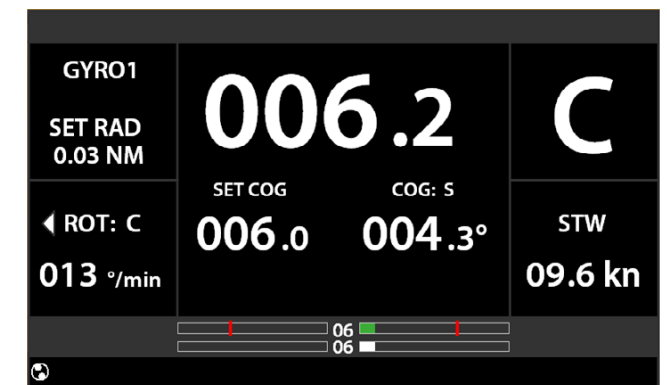 GYRO1
SET RAD
0.03 NM
ROT: C
013 °/min
006.2
SET COG
006.0
COG: S
004.3°
C
STW
09.6 kn
06
06